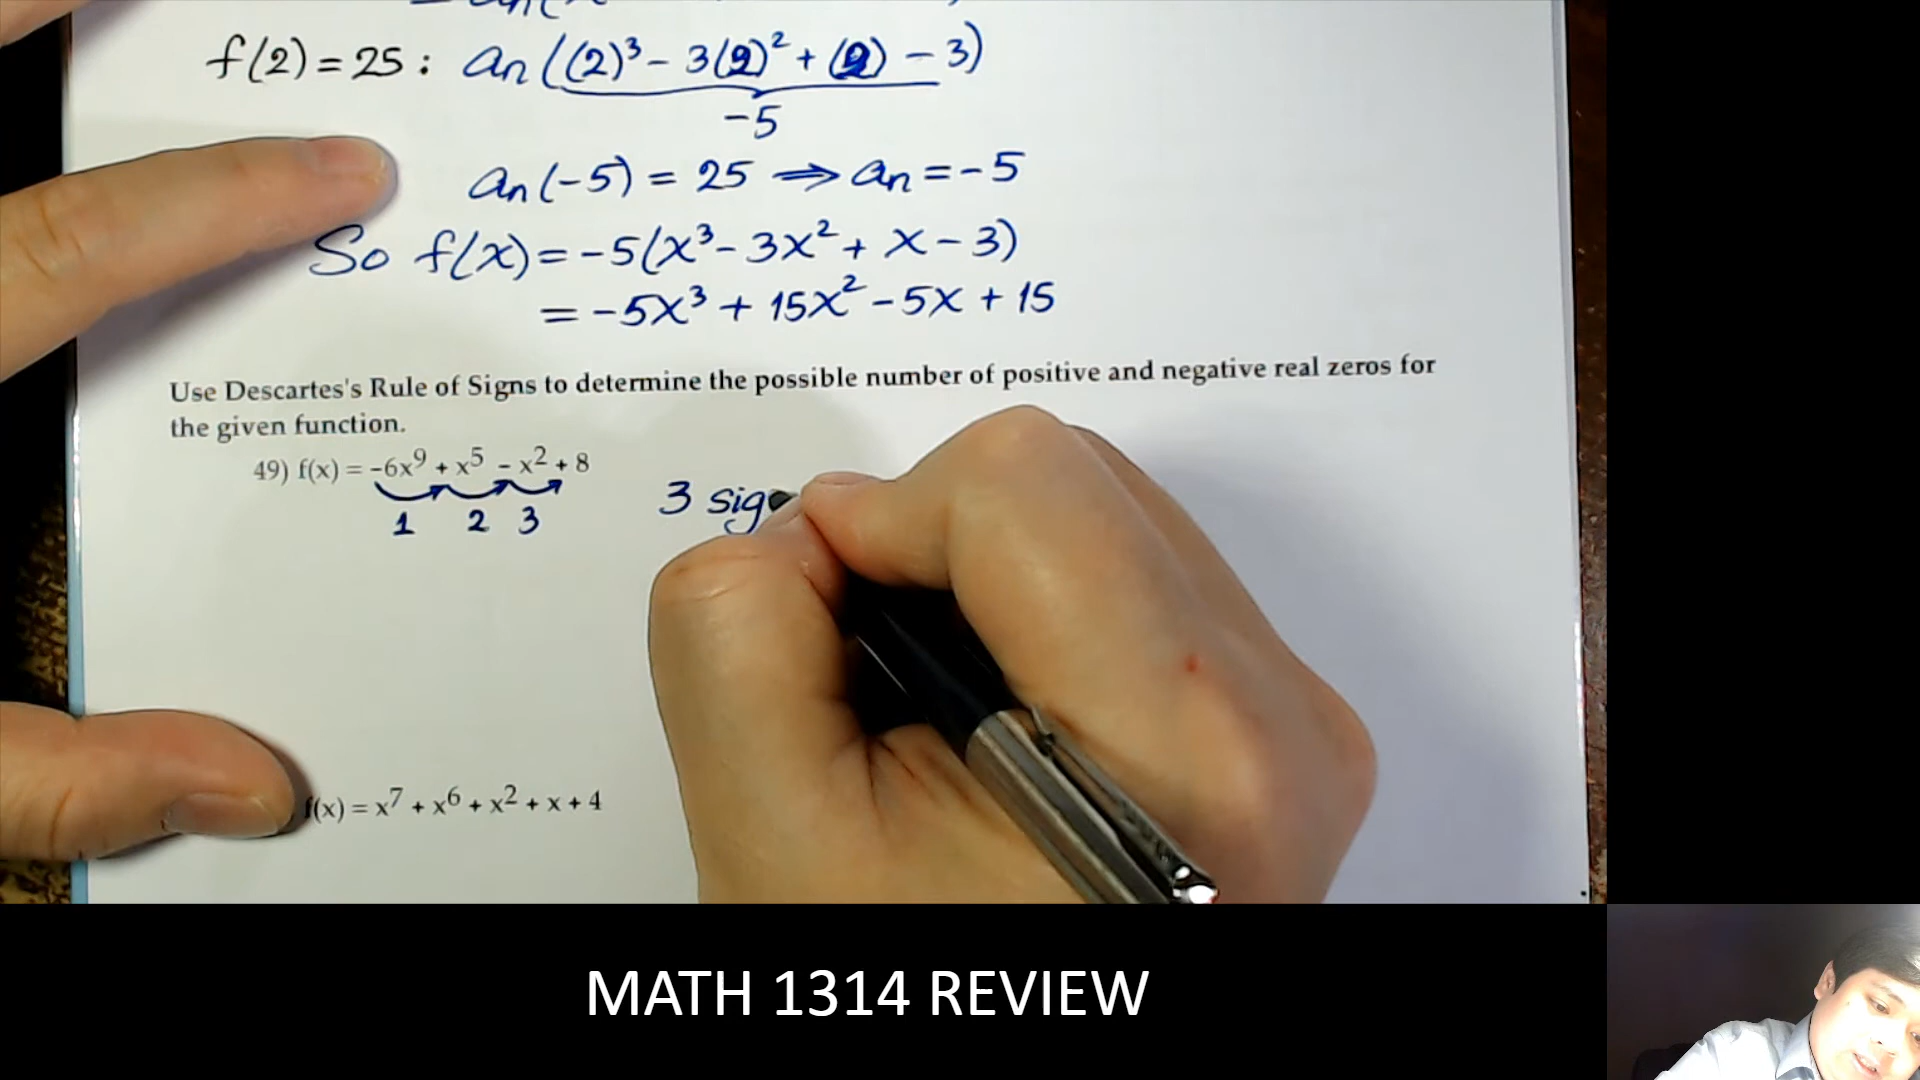 f(2) = 25 : an((2)³ - 3(2)² + (2) - 3)
-5
an(-5) = 25 ⟹ an = -5
So f(x) = -5(x³ - 3x² + x - 3)
= -5x³ + 15x² - 5x + 15
Use Descartes's Rule of Signs to determine the possible number of positive and negative real zeros for
the given function.
49) f(x) = -6x⁹ + x⁵ - x² + 8
3 sig
1 2 3
f(x) = x⁷ + x⁶ + x² + x + 4
MATH 1314 REVIEW